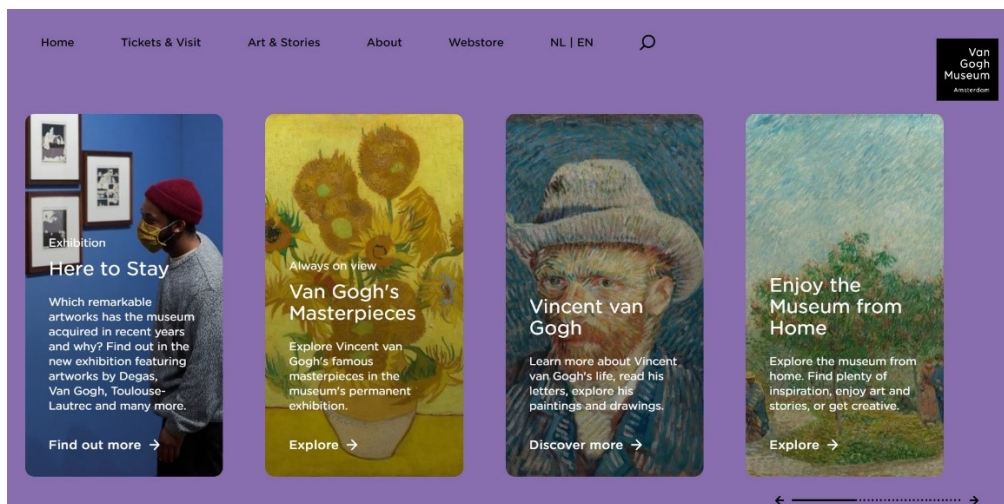 Home Tickets & Visit Art & Stories About Webstore NL | EN
Van
Gogh
Museum
Amsterdam
Exhibition
Here to Stay
Which remarkable
artworks has the museum
acquired in recent years
and why? Find out in the
new exhibition featuring
artworks by Degas,
Van Gogh, Toulouse-
Lautrec and many more.
Find out more →
Always on view
Van Gogh's
Masterpieces
Explore Vincent van
Gogh's famous
masterpieces in the
museum's permanent
exhibition.
Explore →
Vincent van
Gogh
Learn more about Vincent
van Gogh's life, read his
letters, explore his
paintings and drawings.
Discover more →
Enjoy the
Museum from
Home
Explore the museum from
home. Find plenty of
inspiration, enjoy art and
stories, or get creative.
Explore →